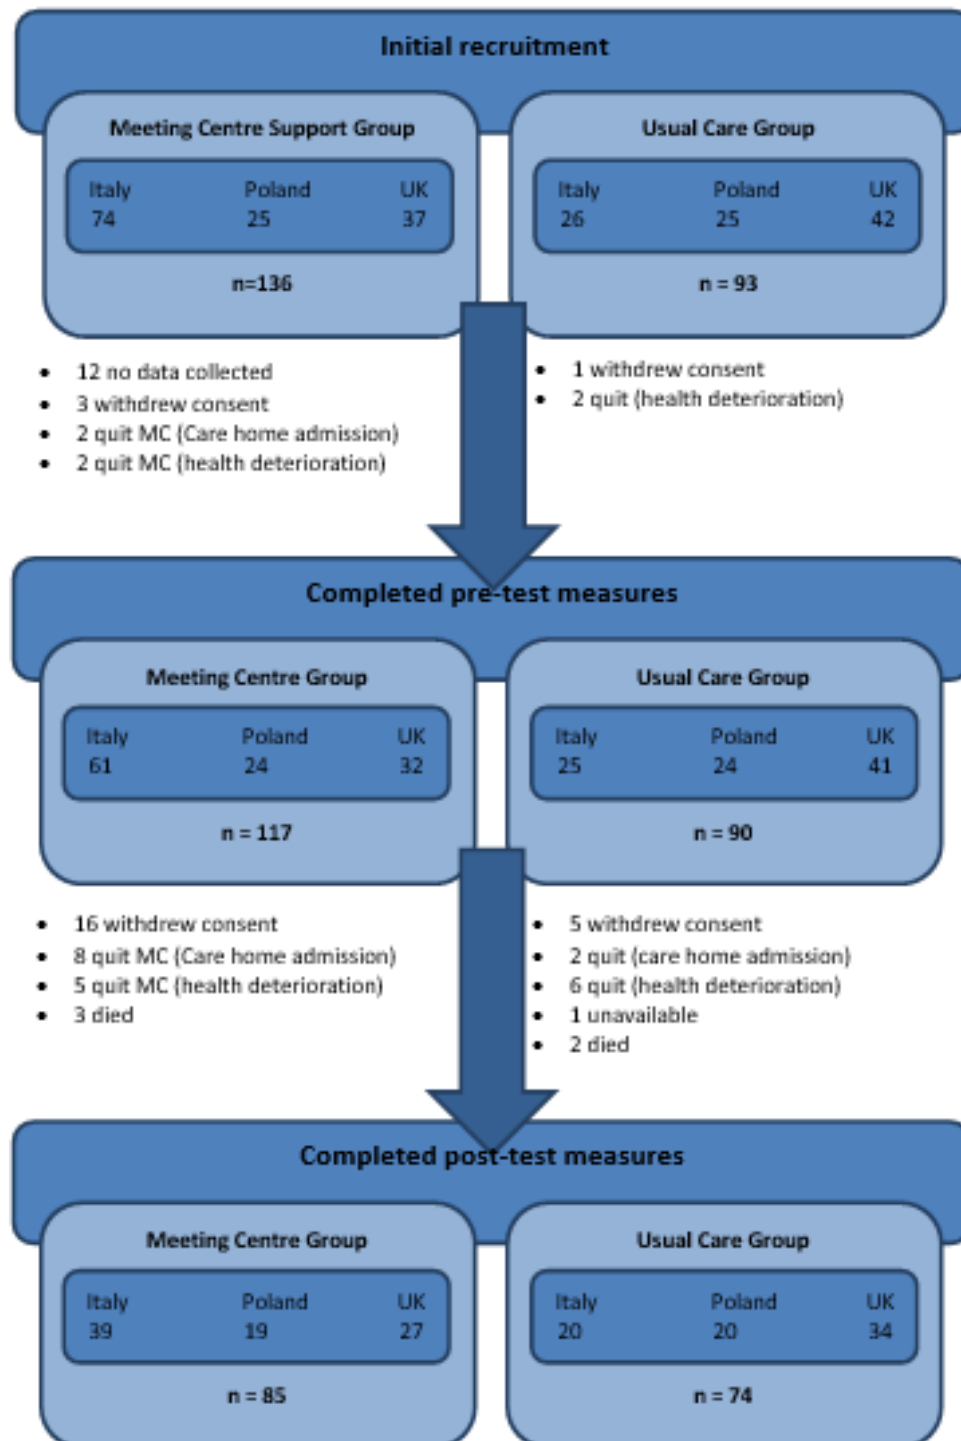 Initial recruitment
Meeting Centre Support Group
Italy Poland UK
74 25 37
n=136
Usual Care Group
Italy Poland UK
26 25 42
n = 93
• 12 no data collected
• 3 withdrew consent
• 2 quit MC (Care home admission)
• 2 quit MC (health deterioration)
• 1 withdrew consent
• 2 quit (health deterioration)
Completed pre-test measures
Meeting Centre Group
Italy Poland UK
61 24 32
n = 117
Usual Care Group
Italy Poland UK
25 24 41
n = 90
• 16 withdrew consent
• 8 quit MC (Care home admission)
• 5 quit MC (health deterioration)
• 3 died
• 5 withdrew consent
• 2 quit (care home admission)
• 6 quit (health deterioration)
• 1 unavailable
• 2 died
Completed post-test measures
Meeting Centre Group
Italy Poland UK
39 19 27
n = 85
Usual Care Group
Italy Poland UK
20 20 34
n = 74